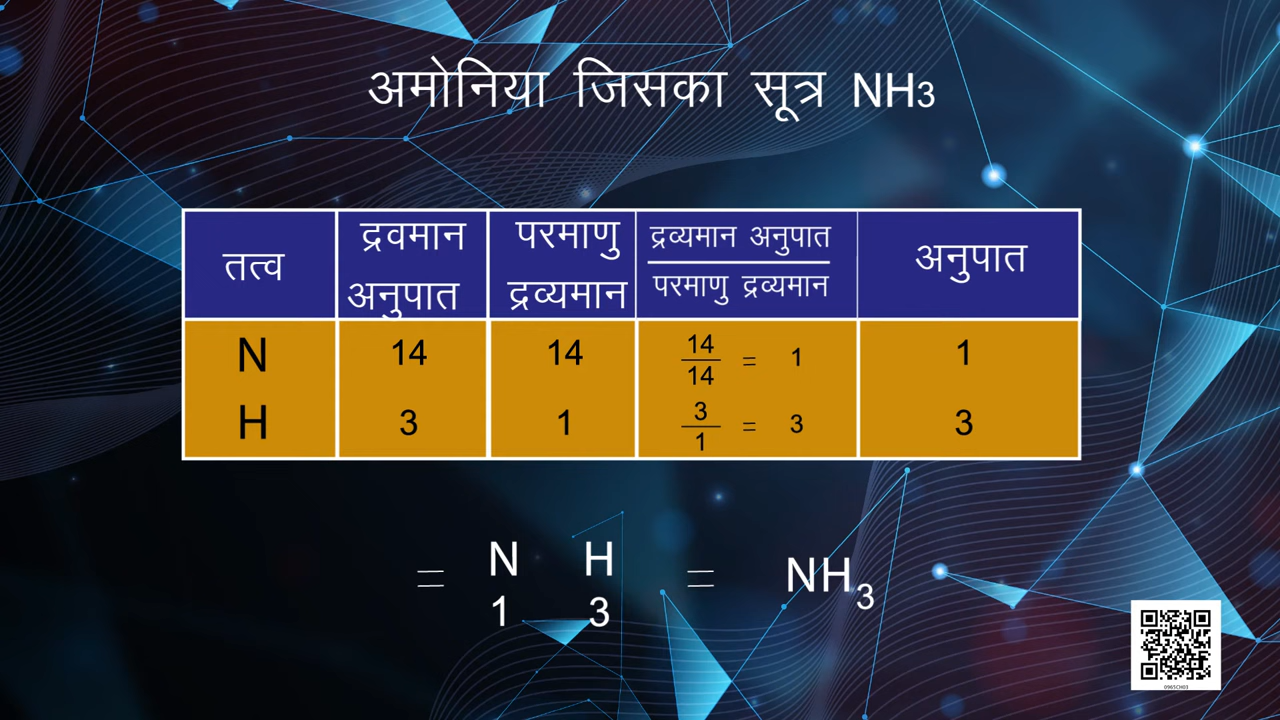 अमोनिया जिसका सूत्र NH3
तत्व द्रवमान अनुपात परमाणु द्रव्यमान द्रव्यमान अनुपात / परमाणु द्रव्यमान अनुपात
N 14 14 14/14 = 1 1
H 3 1 3/1 = 3 3
= N H = NH₃
1 3
0965CH03